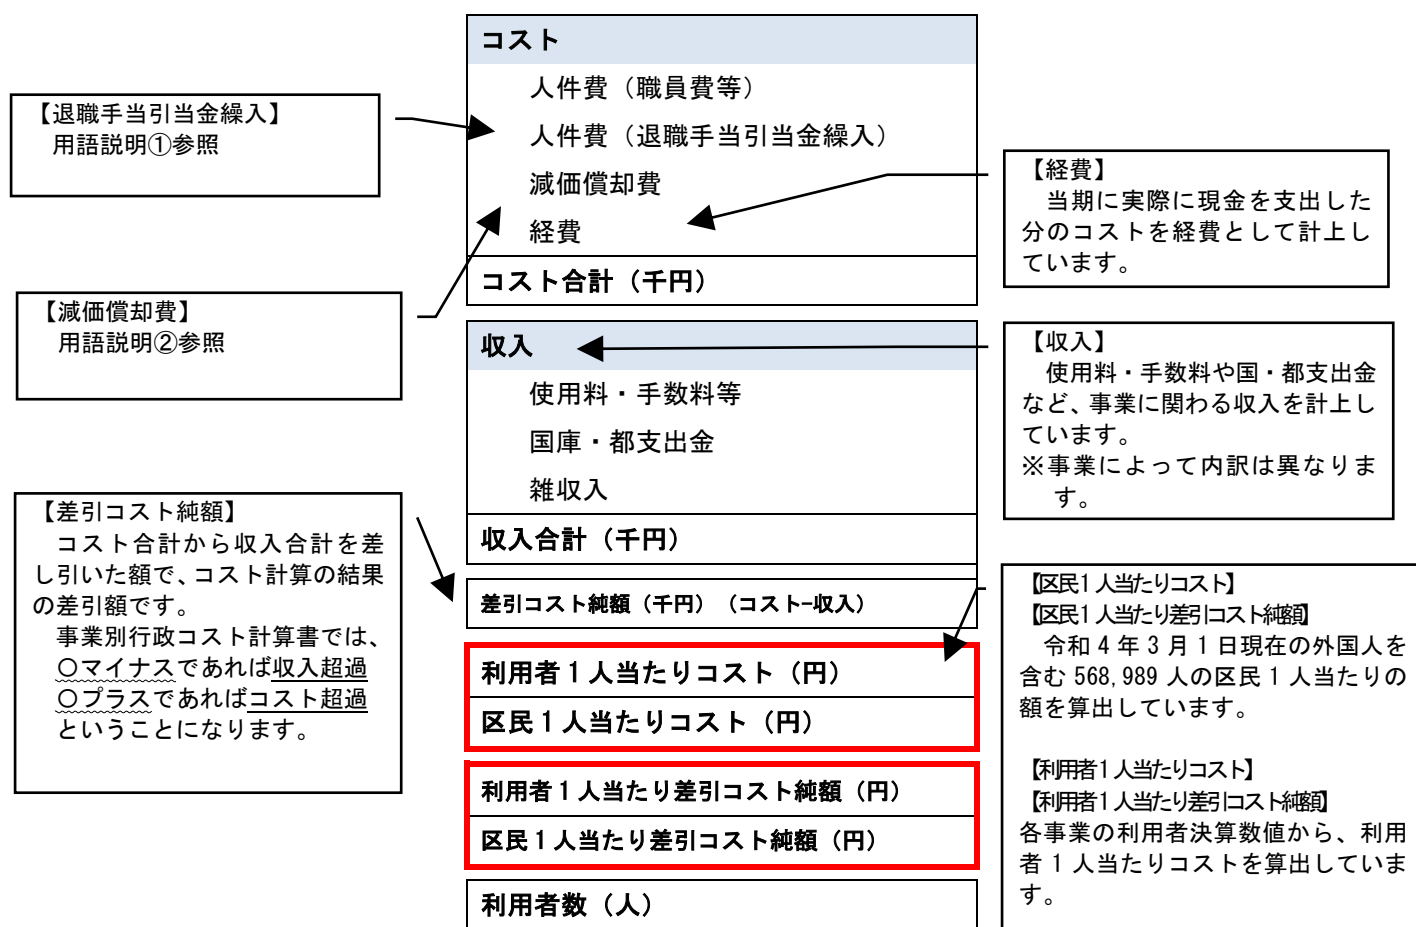 コスト
人件費（職員費等）
人件費（退職手当引当金繰入）
減価償却費
経費
コスト合計（千円）
収入
使用料・手数料等
国庫・都支出金
雑収入
収入合計（千円）
差引コスト純額（千円）（コスト-収入）
利用者１人当たりコスト（円）
区民１人当たりコスト（円）
利用者１人当たり差引コスト純額（円）
区民１人当たり差引コスト純額（円）
利用者数（人）
【退職手当引当金繰入】
用語説明①参照
【減価償却費】
用語説明②参照
【差引コスト純額】
コスト合計から収入合計を差
し引いた額で、コスト計算の結果
の差引額です。
事業別行政コスト計算書では、
○マイナスであれば収入超過
○プラスであればコスト超過
ということになります。
【経費】
当期に実際に現金を支出した
分のコストを経費として計上し
ています。
【収入】
使用料・手数料や国・都支出金
など、事業に関わる収入を計上し
ています。
※事業によって内訳は異なりま
す。
【区民１人当たりコスト】
【区民１人当たり差引コスト純額】
令和４年３月１日現在の外国人を
含む 568,989 人の区民１人当たりの
額を算出しています。
【利用者１人当たりコスト】
【利用者１人当たり差引コスト純額】
各事業の利用者決算数値から、利用
者１人当たりコストを算出していま
す。